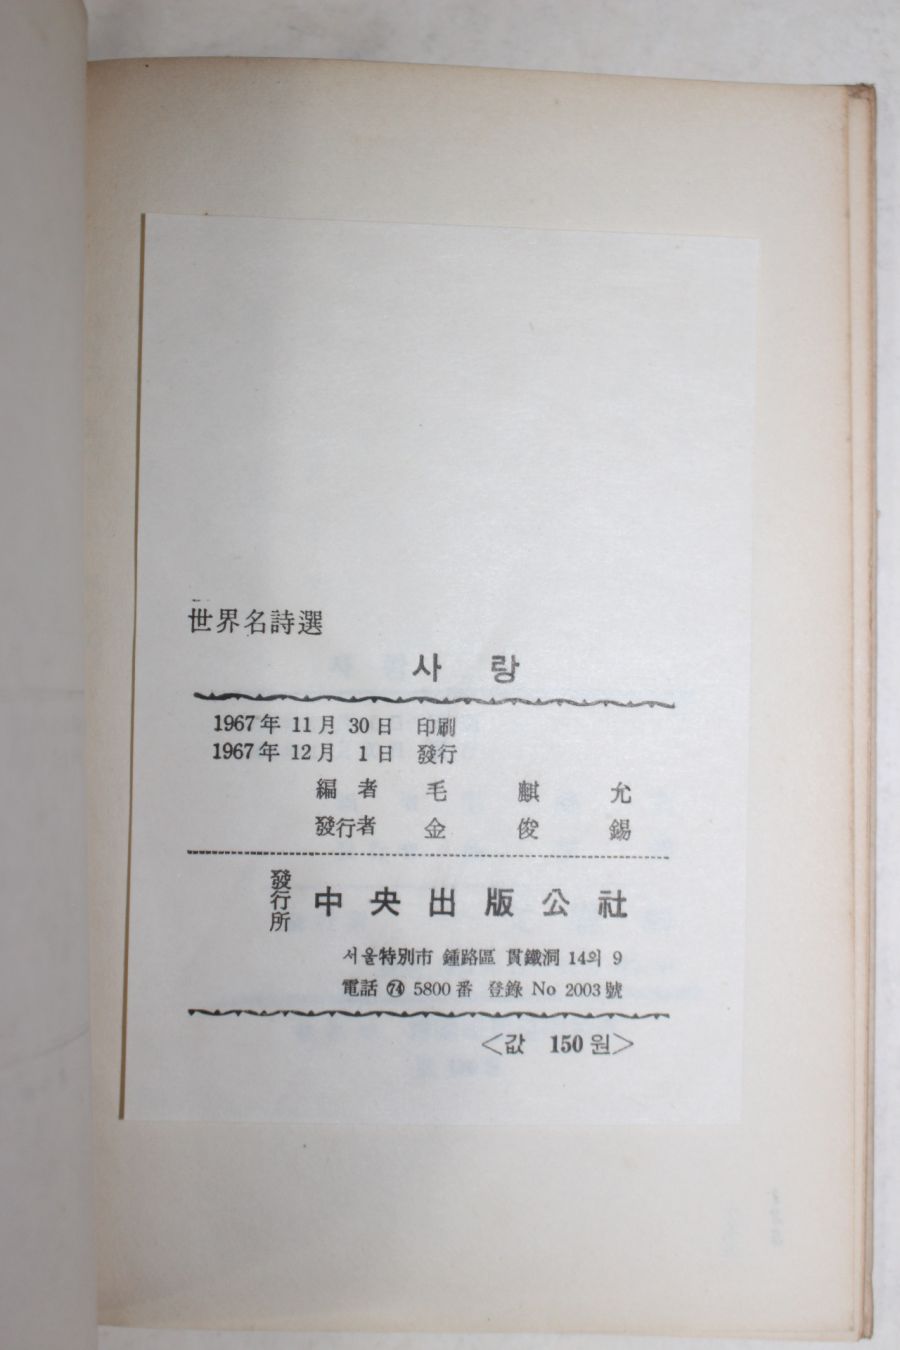 世界名詩選
사 랑
1967年 11月 30日 印刷
1967年 12月 1日 發行
編者 毛麒允
發行者 金俊錫
發行所 中央出版公社
서울特別市 鍾路區 貫鐵洞 14의 9
電話 74 5800番 登錄 No 2003號
<값 150원>